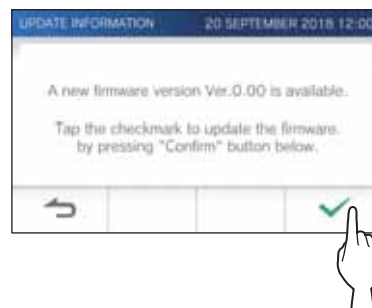 UPDATE INFORMATION 20 SEPTEMBER 2018 12:00
A new firmware version Ver.0.00 is available.
Tap the checkmark to update the firmware.
by pressing "Confirm" button below.